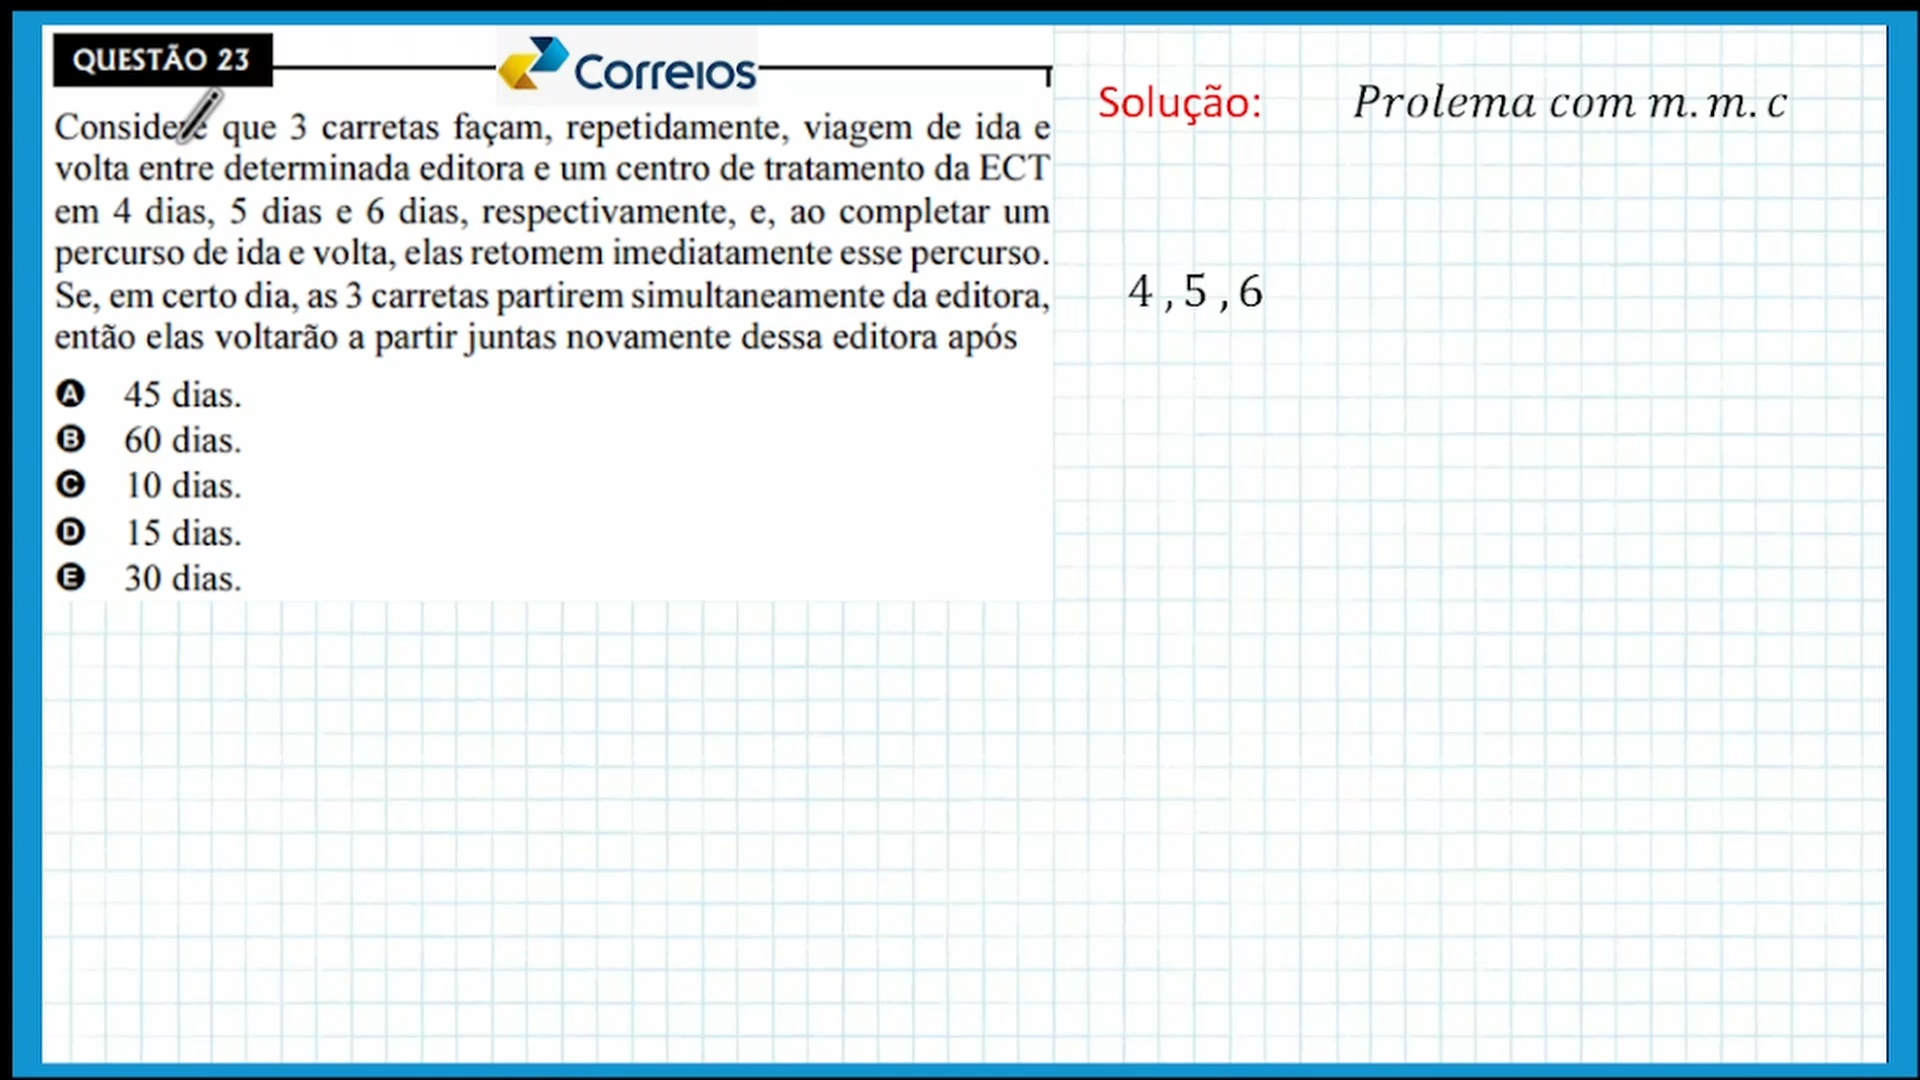 QUESTÃO 23
Correios
Considere que 3 carretas façam, repetidamente, viagem de ida e
volta entre determinada editora e um centro de tratamento da ECT
em 4 dias, 5 dias e 6 dias, respectivamente, e, ao completar um
percurso de ida e volta, elas retomem imediatamente esse percurso.
Se, em certo dia, as 3 carretas partirem simultaneamente da editora,
então elas voltarão a partir juntas novamente dessa editora após
A 45 dias.
B 60 dias.
C 10 dias.
D 15 dias.
E 30 dias.
Solução: Prolema com m.m.c
4 , 5 , 6